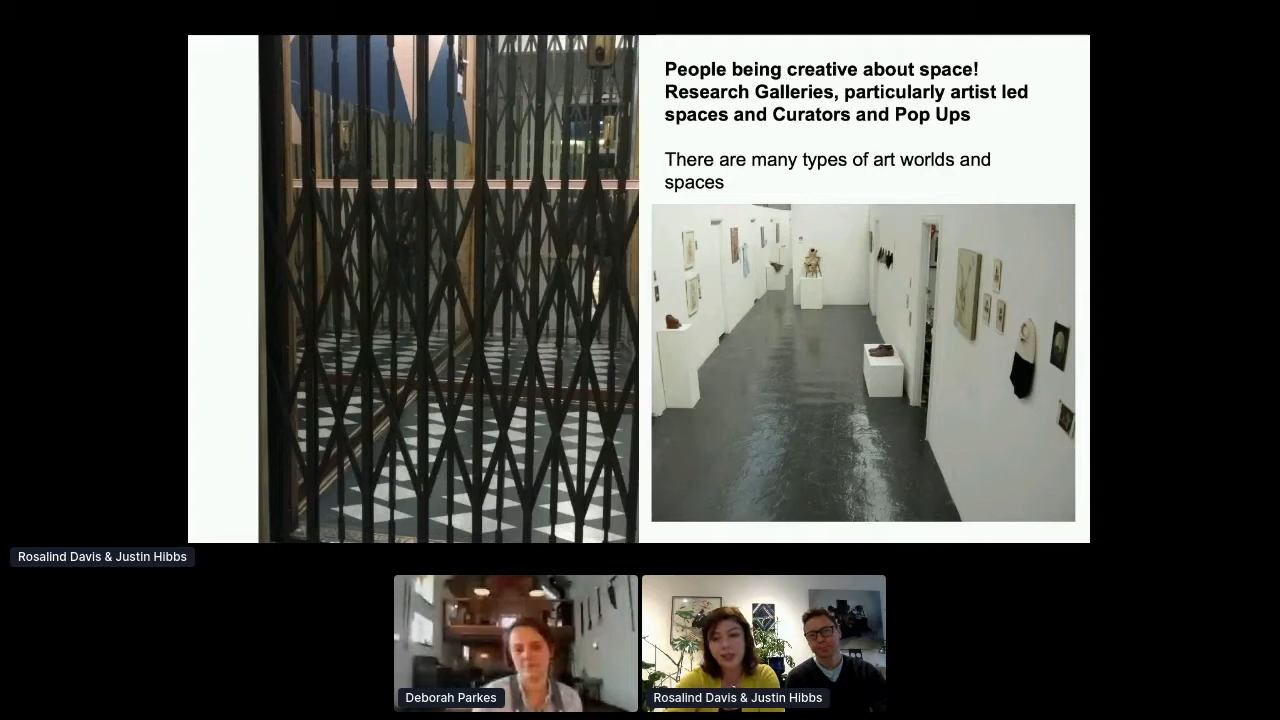 People being creative about space!
Research Galleries, particularly artist led
spaces and Curators and Pop Ups
There are many types of art worlds and
spaces
Rosalind Davis & Justin Hibbs
Deborah Parkes
Rosalind Davis & Justin Hibbs